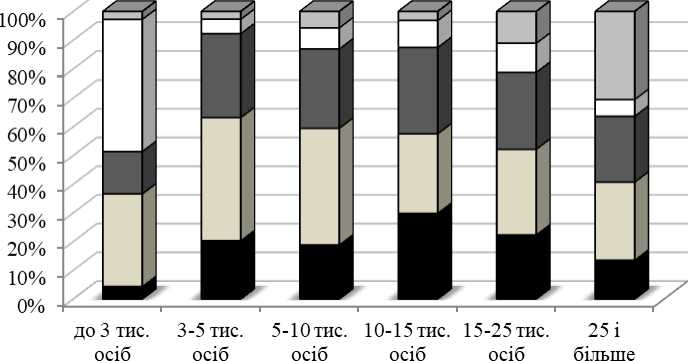 100%
90%
80%
70%
60%
50%
40%
30%
20%
10%
0%
до 3 тис. осіб
3-5 тис. осіб
5-10 тис. осіб
10-15 тис. осіб
15-25 тис. осіб
25 і більше